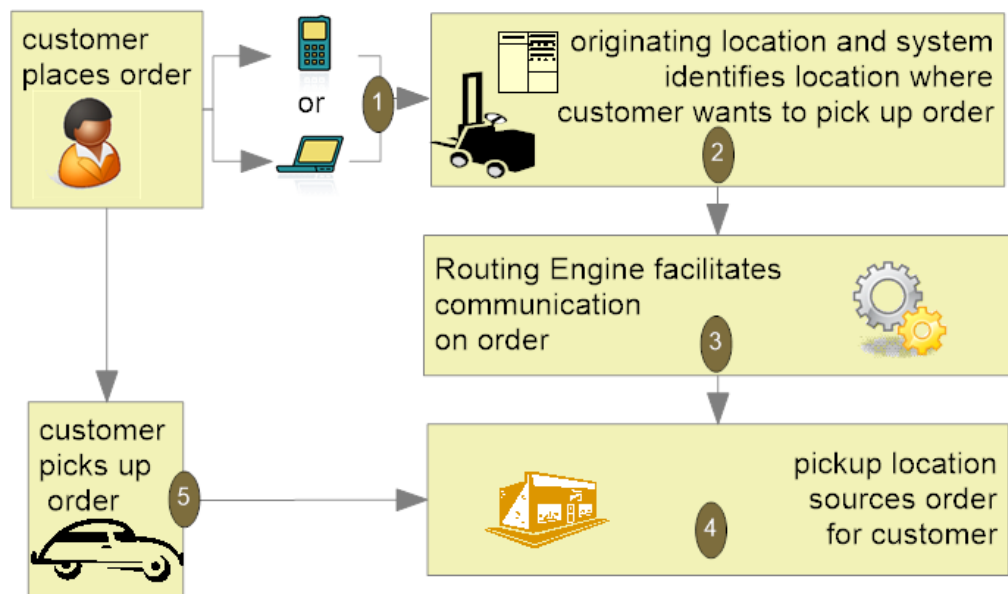 customer
places order
or
1
originating location and system
identifies location where
customer wants to pick up order
2
Routing Engine facilitates
communication
on order
3
pickup location
sources order
for customer
4
customer
picks up
order
5